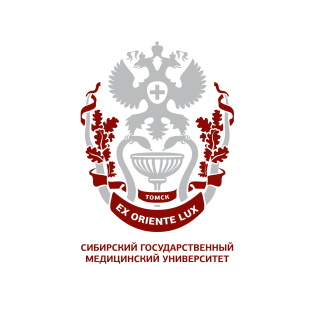 ТОМСК
EX ORIENTE LUX
СИБИРСКИЙ ГОСУДАРСТВЕННЫЙ
МЕДИЦИНСКИЙ УНИВЕРСИТЕТ